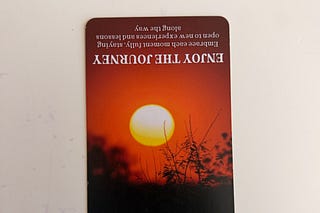 ENJOY THE JOURNEY
Embrace each moment fully, staying
open to new experiences and lessons
along the way